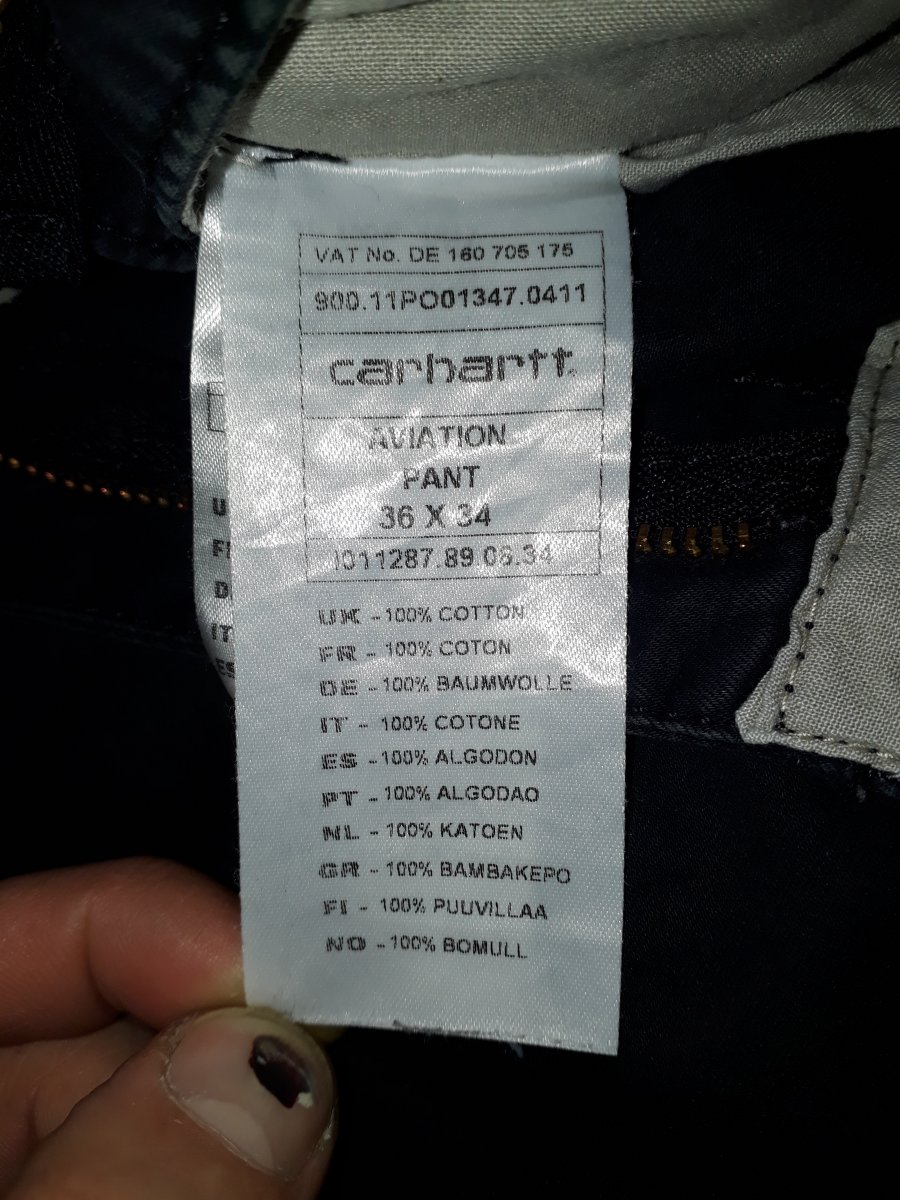 VAT No. DE 160 705 175
900.11PO01347.0411
carhartt
AVIATION
PANT
36 X 34
I011287.89.06.34
UK - 100% COTTON
FR - 100% COTON
DE - 100% BAUMWOLLE
IT - 100% COTONE
ES - 100% ALGODON
PT - 100% ALGODAO
NL - 100% KATOEN
GR - 100% BAMBAKEPO
FI - 100% PUUVILLAA
NO - 100% BOMULL
U
F
D
IT
ES